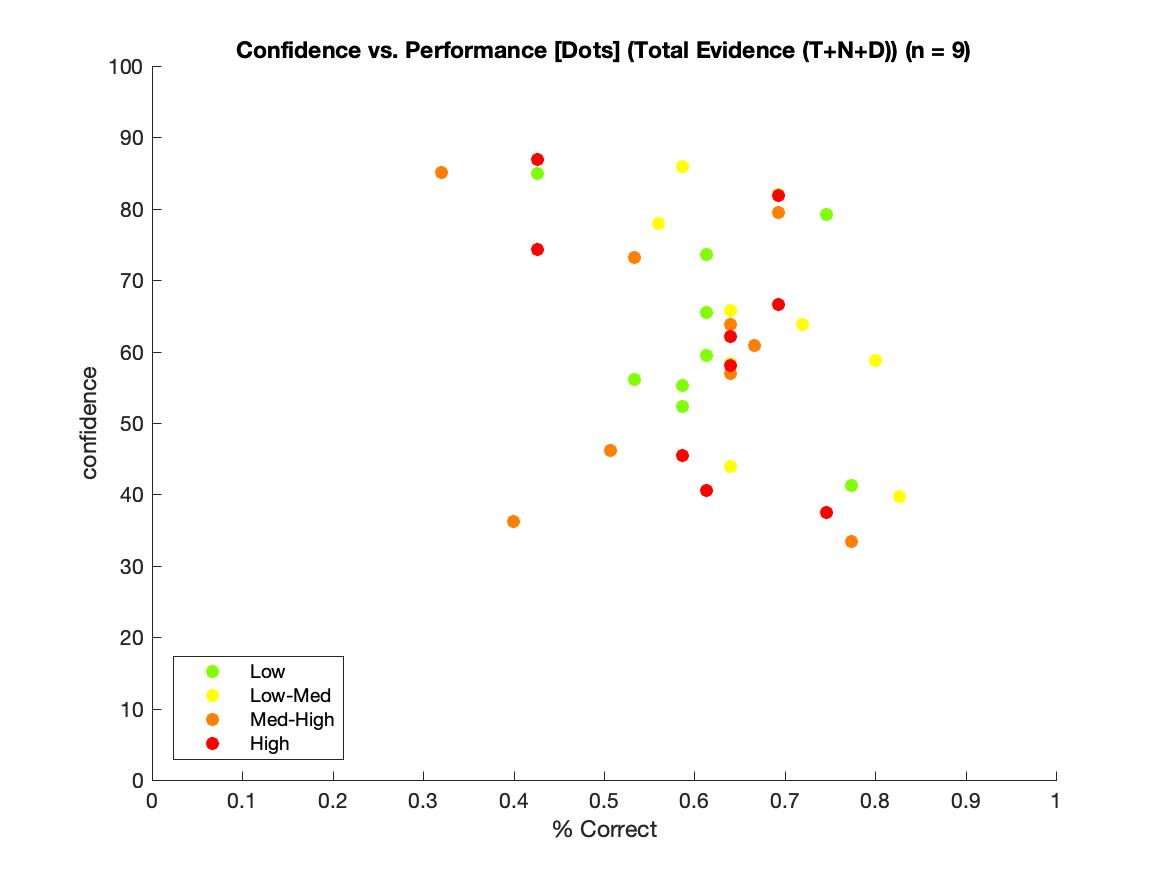 Confidence vs. Performance [Dots] (Total Evidence (T+N+D)) (n = 9)
100
90
80
70
60
50
40
30
20
10
0
confidence
Low
Low-Med
Med-High
High
0 0.1 0.2 0.3 0.4 0.5 0.6 0.7 0.8 0.9 1
% Correct